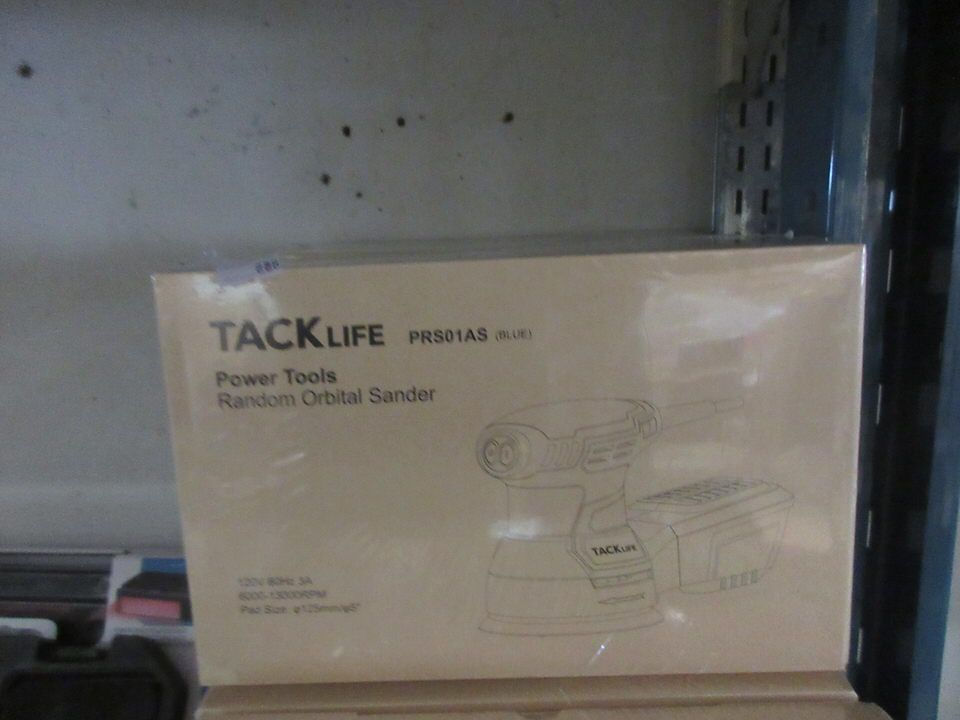 TACKLIFE PRS01AS (BLUE)
Power Tools
Random Orbital Sander
TACKLIFE
120V 60Hz 3A
6000-13000RPM
Pad Size: φ125mm/φ5"